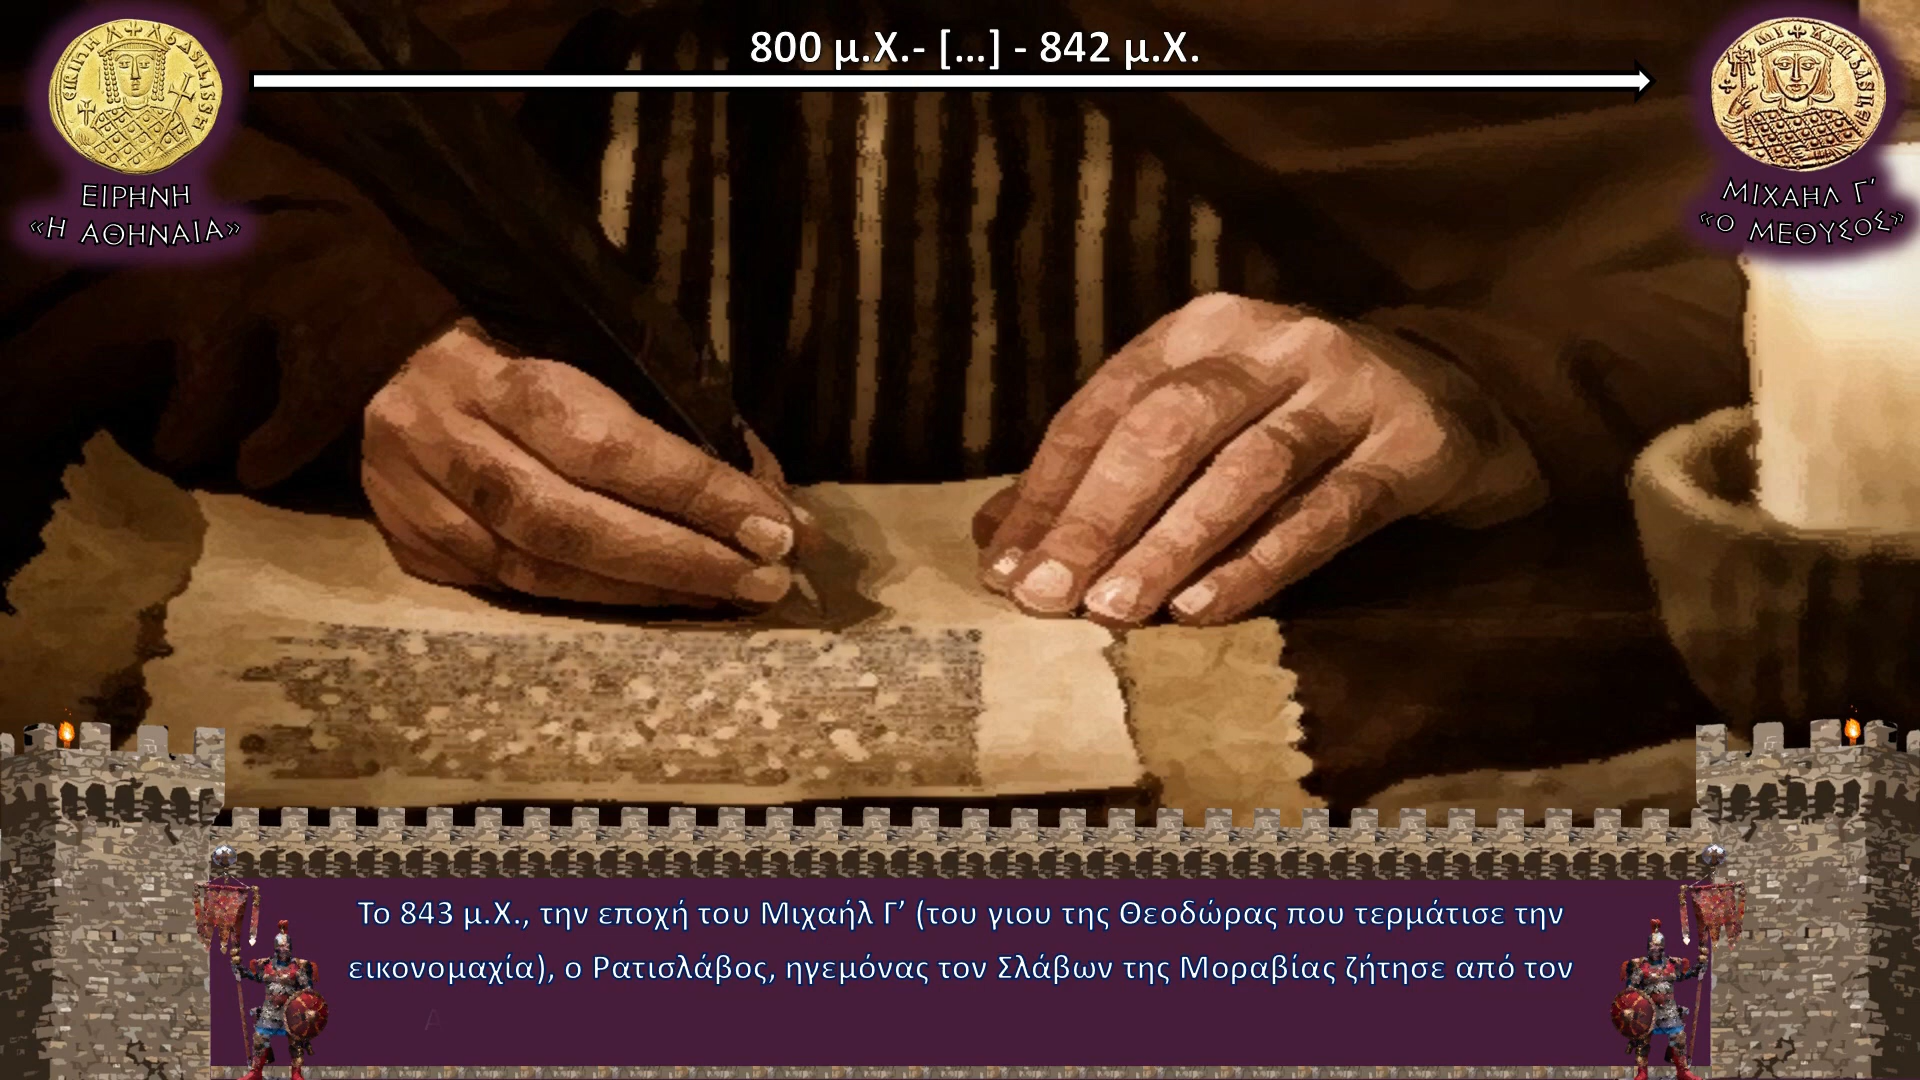 800 μ.Χ.- [...] - 842 μ.Χ.
ΕΙΡΗΝΗ
«Η ΑΘΗΝΑΙΑ»
ΜΙΧΑΗΛ Γ’
«Ο ΜΕΘΥΣΟΣ»
Το 843 μ.Χ., την εποχή του Μιχαήλ Γ’ (του γιου της Θεοδώρας που τερμάτισε την
εικονομαχία), ο Ρατισλάβος, ηγεμόνας τον Σλάβων της Μοραβίας ζήτησε από τον
Α